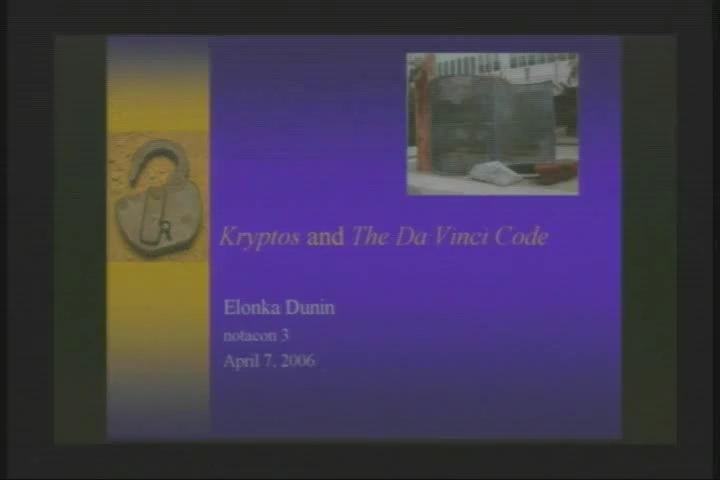 Kryptos and The Da Vinci Code
Elonka Dunin
notacon 3
April 7, 2006